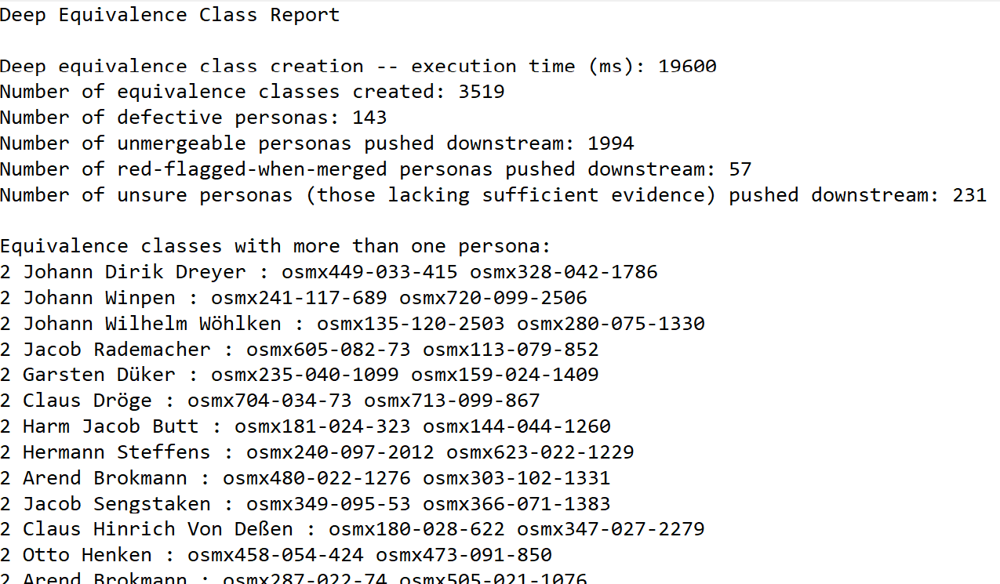 Deep Equivalence Class Report
Deep equivalence class creation -- execution time (ms): 19600
Number of equivalence classes created: 3519
Number of defective personas: 143
Number of unmergeable personas pushed downstream: 1994
Number of red-flagged-when-merged personas pushed downstream: 57
Number of unsure personas (those lacking sufficient evidence) pushed downstream: 231
Equivalence classes with more than one persona:
2 Johann Dirik Dreyer : osmx449-033-415 osmx328-042-1786
2 Johann Winpen : osmx241-117-689 osmx720-099-2506
2 Johann Wilhelm Wöhlken : osmx135-120-2503 osmx280-075-1330
2 Jacob Rademacher : osmx605-082-73 osmx113-079-852
2 Garsten Düker : osmx235-040-1099 osmx159-024-1409
2 Claus Dröge : osmx704-034-73 osmx713-099-867
2 Harm Jacob Butt : osmx181-024-323 osmx144-044-1260
2 Hermann Steffens : osmx240-097-2012 osmx623-022-1229
2 Arend Brokmann : osmx480-022-1276 osmx303-102-1331
2 Jacob Sengstaken : osmx349-095-53 osmx366-071-1383
2 Claus Hinrich Von Deßen : osmx180-028-622 osmx347-027-2279
2 Otto Henken : osmx458-054-424 osmx473-091-850
2 Arend Brokmann : osmx287-022-74 osmx505-021-1076